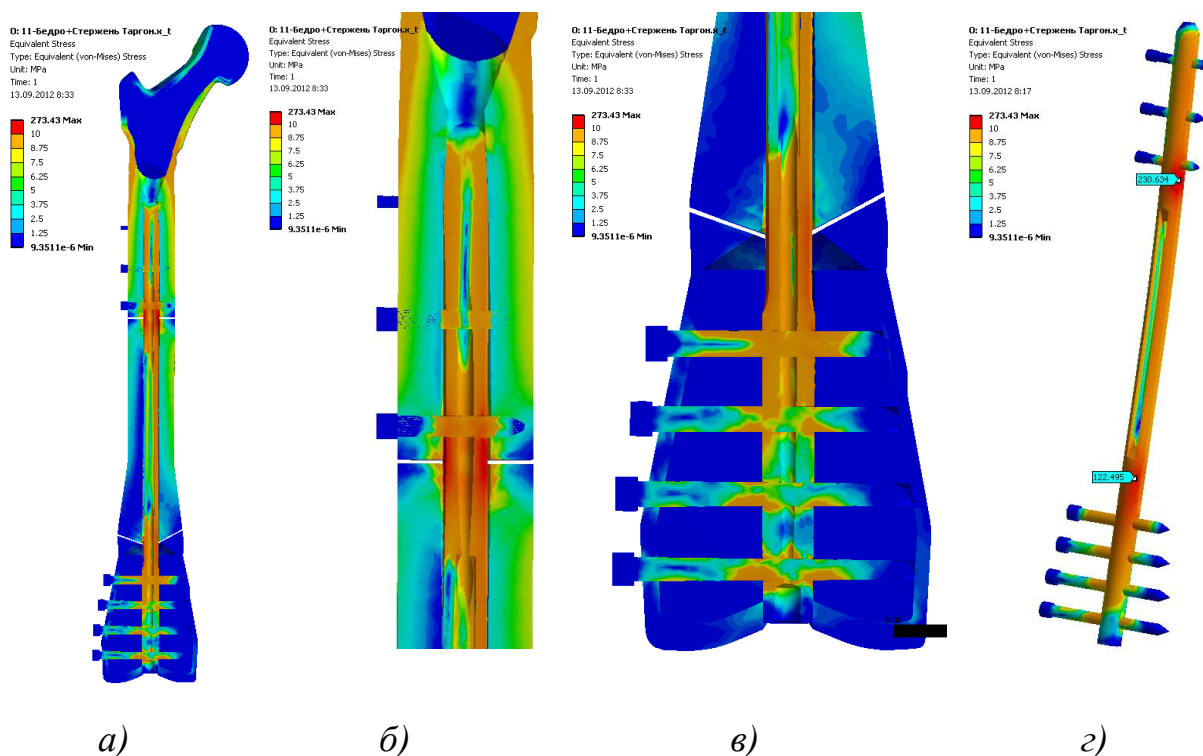 О: 11-Бедро+Стержень Таргон.x_t
Equivalent Stress
Type: Equivalent (von-Mises) Stress
Unit: MPa
Time: 1
13.09.2012 8:33
273.43 Max
10
8.75
7.5
6.25
5
3.75
2.5
1.25
9.3511e-6 Min
О: 11-Бедро+Стержень Таргон.x_t
Equivalent Stress
Type: Equivalent (von-Mises) Stress
Unit: MPa
Time: 1
13.09.2012 8:33
273.43 Max
10
8.75
7.5
6.25
5
3.75
2.5
1.25
9.3511e-6 Min
О: 11-Бедро+Стержень Таргон.x_t
Equivalent Stress
Type: Equivalent (von-Mises) Stress
Unit: MPa
Time: 1
13.09.2012 8:33
273.43 Max
10
8.75
7.5
6.25
5
3.75
2.5
1.25
9.3511e-6 Min
0.00
О: 11-Бедро+Стержень Таргон.x_t
Equivalent Stress
Type: Equivalent (von-Mises) Stress
Unit: MPa
Time: 1
13.09.2012 8:17
273.43 Max
10
8.75
7.5
6.25
5
3.75
2.5
1.25
9.3511e-6 Min
230.634
122.495
а)
б)
в)
г)